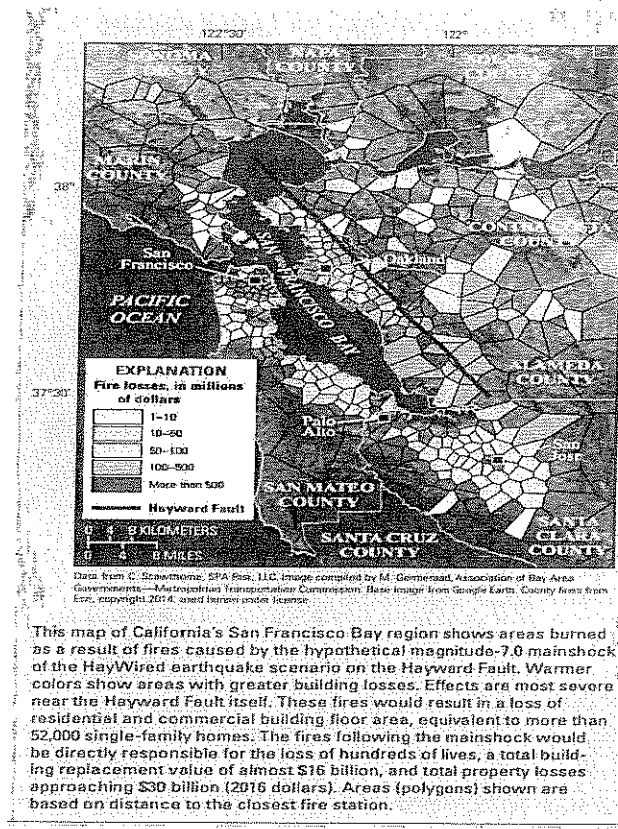 122°30'
122°
SONOMA
COUNTY
NAPA
COUNTY
MARIN
COUNTY
38°
CONTRA COSTA
COUNTY
San
Francisco
Oakland
SAN FRANCISCO BAY
PACIFIC
OCEAN
ALAMEDA
COUNTY
37°30'
EXPLANATION
Fire losses, in millions
of dollars
1–10
10–50
50–100
100–500
More than 500
Hayward Fault
Palo
Alto
San
Jose
SAN MATEO
COUNTY
SANTA
CLARA
COUNTY
SANTA CRUZ
COUNTY
0 4 8 KILOMETERS
0 4 8 MILES
Data from C. Scawthorne, SPA Risk, LLC. Image compiled by M. Germeraad, Association of Bay Area
Governments—Metropolitan Transportation Commission. Base image from Google Earth. County lines from
Esri, copyright 2014, used herein under license
This map of California's San Francisco Bay region shows areas burned
as a result of fires caused by the hypothetical magnitude-7.0 mainshock
of the HayWired earthquake scenario on the Hayward Fault. Warmer
colors show areas with greater building losses. Effects are most severe
near the Hayward Fault itself. These fires would result in a loss of
residential and commercial building floor area, equivalent to more than
52,000 single-family homes. The fires following the mainshock would
be directly responsible for the loss of hundreds of lives, a total build-
ing replacement value of almost $16 billion, and total property losses
approaching $30 billion (2016 dollars). Areas (polygons) shown are
based on distance to the closest fire station.